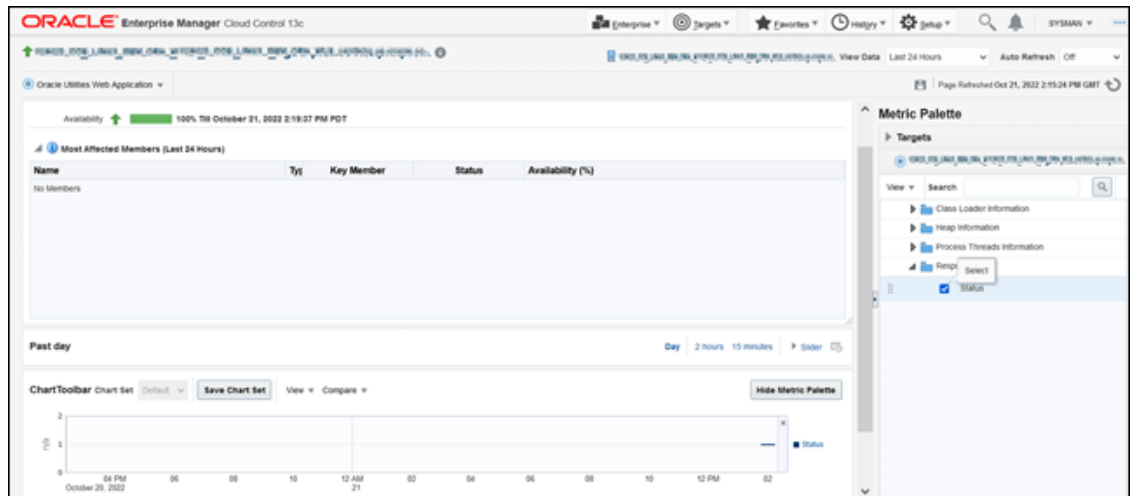 ORACLE Enterprise Manager Cloud Control 13c
Enterprise Targets Favorites History Setup SYSMAN
View Data Last 24 Hours Auto Refresh Off
Oracle Utilities Web Application
Page Refreshed Oct 21, 2022 2:15:24 PM GMT
Availability 100% Till October 21, 2022 2:19:37 PM PDT
Most Affected Members (Last 24 Hours)
Name Typ Key Member Status Availability (%)
No Members
Past day
Day 2 hours 15 minutes Slider
ChartToolbar Chart Set Default Save Chart Set View Compare Hide Metric Palette
2
n/a
1
0
Status
04 PM 06 08 10 12 AM 02 04 06 08 10 12 PM 02
October 20, 2022 21
Metric Palette
Targets
View Search
Class Loader Information
Heap Information
Process Threads Information
Resp
Select
Status